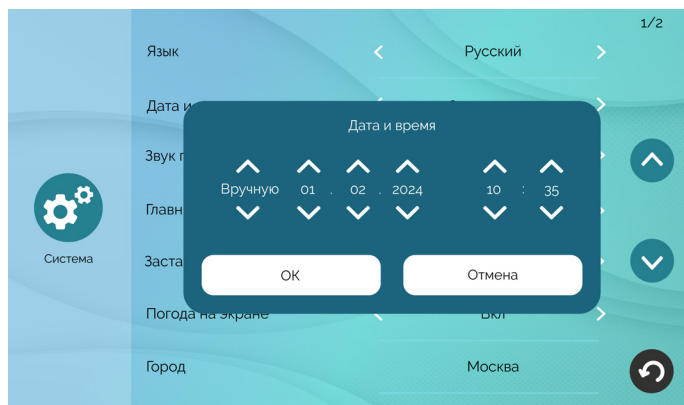 1/2
Язык
Русский
Дата и
Дата и время
Звук
Вручную 01 . 02 . 2024 10 : 35
Главн
Система
Заста
ОК
Отмена
Погода на экране
Вкл
Город
Москва